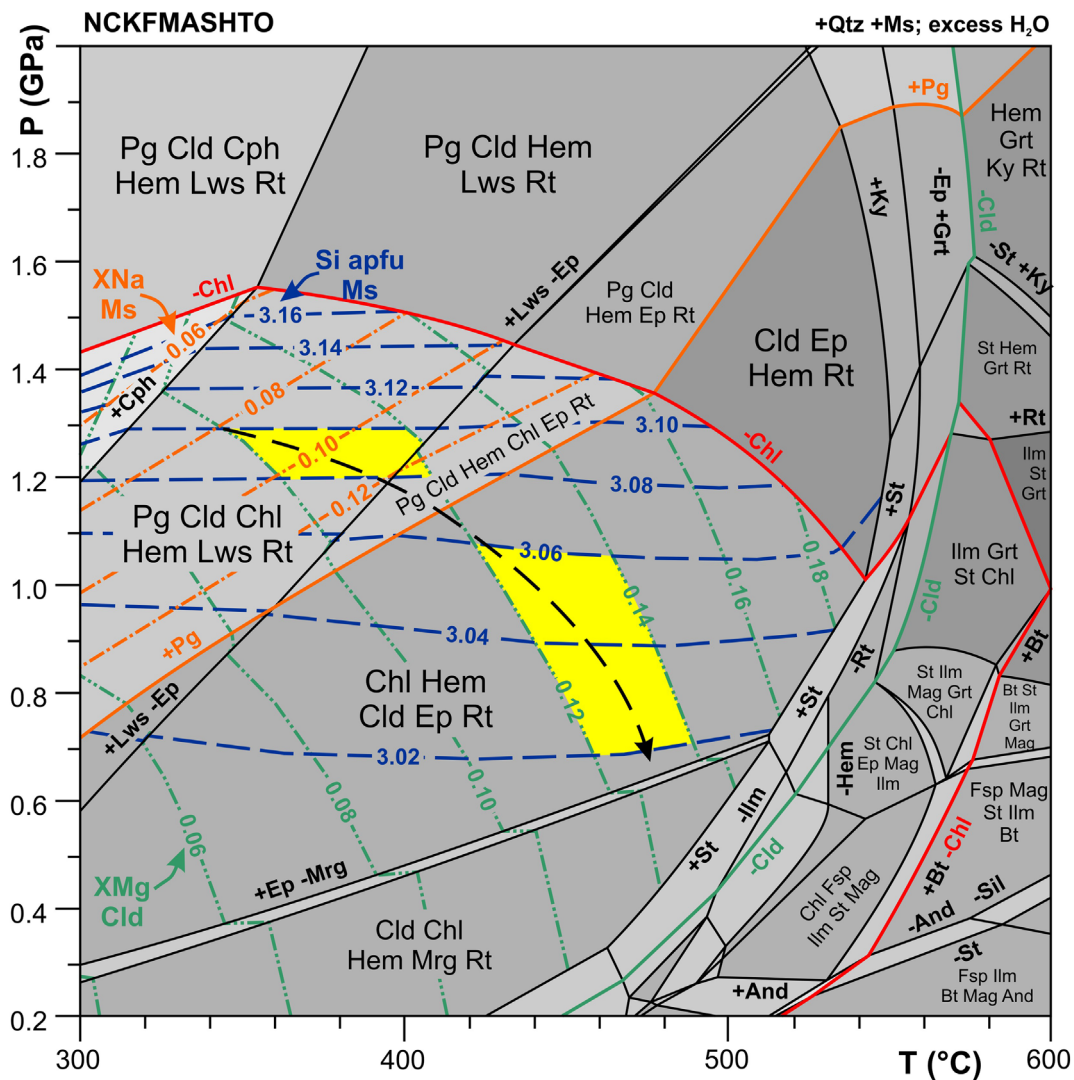 NCKFMASHTO
+Qtz +Ms; excess H₂O
P (GPa)
+Pg
1.8
Pg Cld Cph
Hem Lws Rt
Pg Cld Hem
Lws Rt
Hem
Grt
Ky Rt
+Ky
-Ep +Grt
-Cld
-St +Ky
1.6
XNa
Ms
-Chl
Si apfu
Ms
+Lws -Ep
Pg Cld
Hem Ep Rt
3.16
0.06
3.14
Cld Ep
Hem Rt
St Hem
Grt Rt
1.4
+Cph
0.08
3.12
+Rt
3.10
-Chl
0.10
Pg Cld Hem Chl Ep Rt
Ilm
St
Grt
1.2
0.12
3.08
+St
Pg Cld Chl
Hem Lws Rt
3.06
0.18
Ilm Grt
St Chl
1.0
0.14
0.16
-Cld
3.04
+Pg
+Bt
-Rt
0.8
+Lws -Ep
Chl Hem
Cld Ep Rt
0.12
+St
St Ilm
Mag Grt
Chl
Bt St
Ilm
Grt
Mag
3.02
-Hem
St Chl
Ep Mag
Ilm
0.6
0.06
0.08
0.10
-Ilm
Fsp Mag
St Ilm
Bt
XMg
Cld
+Ep -Mrg
+St
-Cld
+Bt
-Chl
0.4
Cld Chl
Hem Mrg Rt
Chl Fsp
Ilm St Mag
-And
-Sil
-St
Fsp Ilm
Bt Mag And
+And
0.2
300
400
500
T (°C)
600